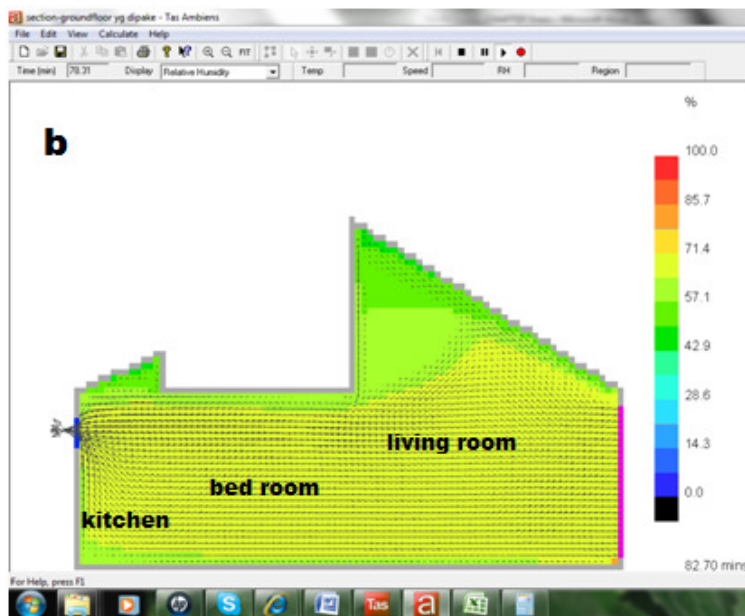 section-groundfloor yg dipake - Tas Ambiens
File Edit View Calculate Help
FIT
Time (min) 78.31 Display Relative Humidity Temp Speed RH Region
%
b
100.0
85.7
71.4
57.1
42.9
28.6
14.3
0.0
living room
bed room
kitchen
82.70 mins
For Help, press F1
hp S W Tas a